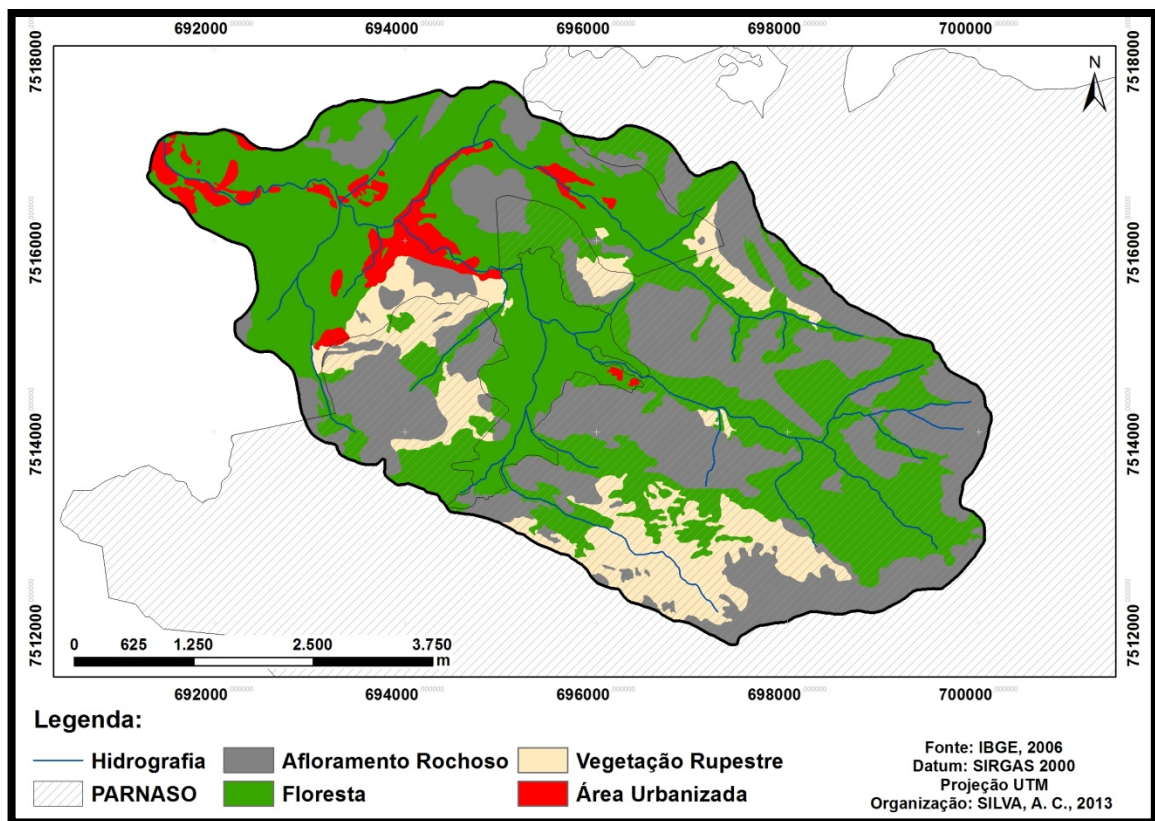 692000 694000 696000 698000 700000
7518000 7518000
N
7516000 7516000
7514000 7514000
7512000 7512000
0 625 1.250 2.500 3.750
m
692000 694000 696000 698000 700000
Legenda:
Hidrografia Afloramento Rochoso Vegetação Rupestre
PARNASO Floresta Área Urbanizada
Fonte: IBGE, 2006
Datum: SIRGAS 2000
Projeção UTM
Organização: SILVA, A. C., 2013